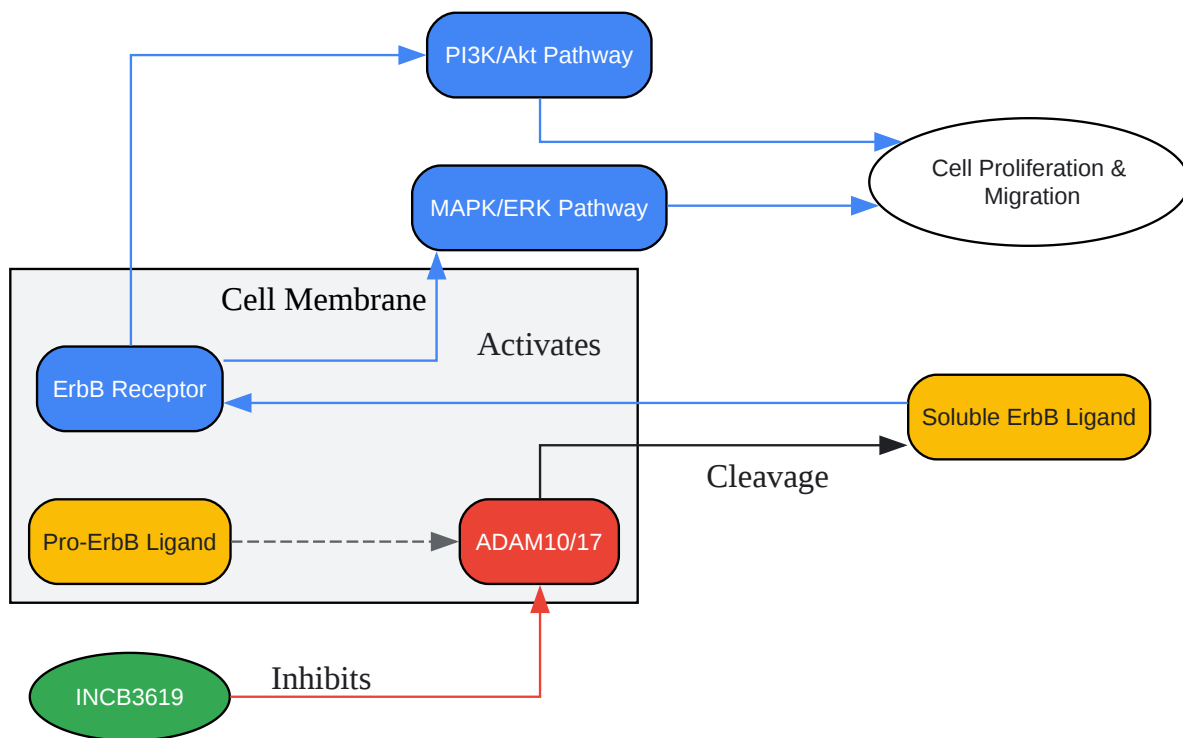 PI3K/Akt Pathway
Cell Proliferation &
Migration
MAPK/ERK Pathway
Cell Membrane
Activates
ErbB Receptor
Soluble ErbB Ligand
Cleavage
Pro-ErbB Ligand
ADAM10/17
Inhibits
INCB3619